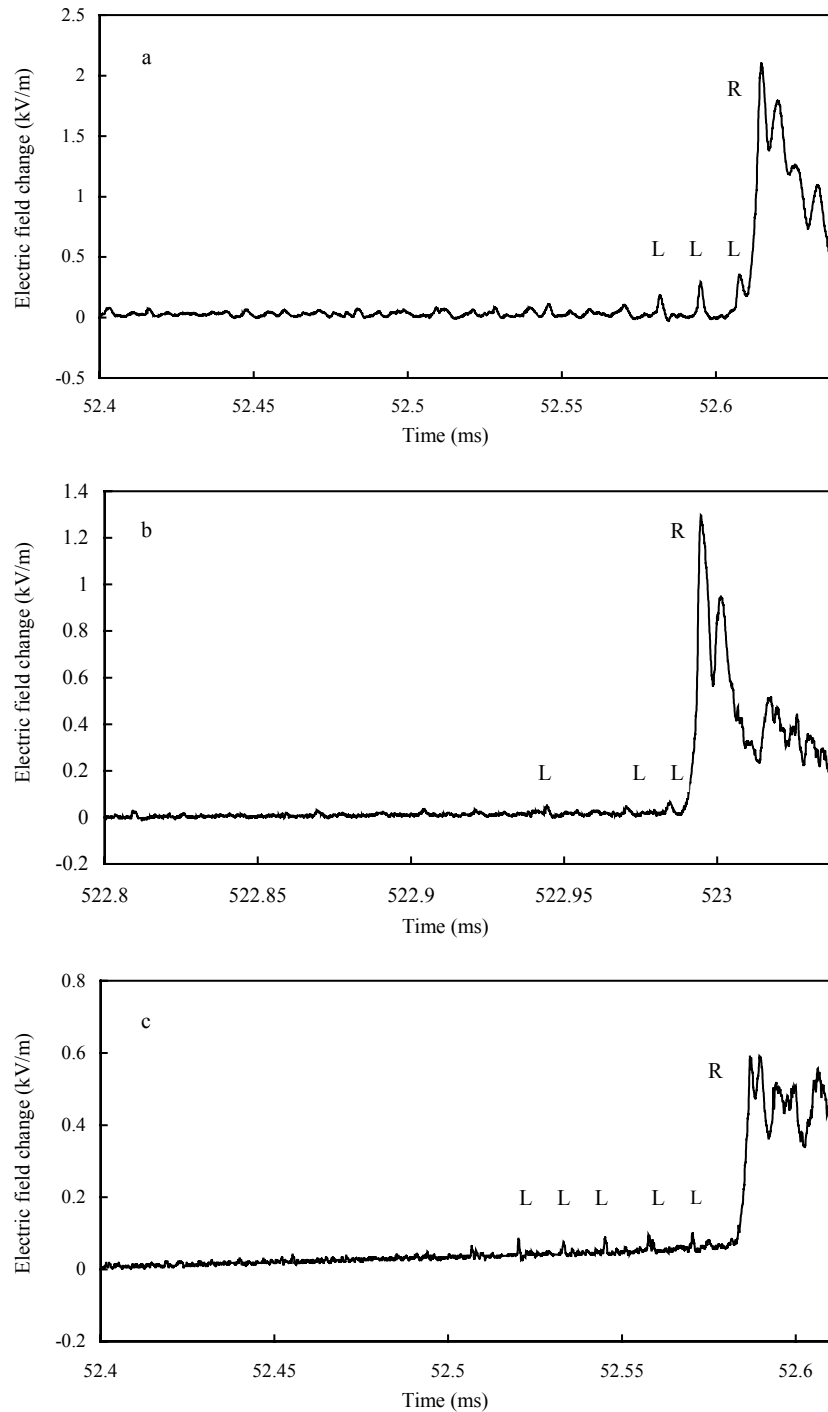 2.5
a
2
R
1.5
1
L L L
0.5
0
-0.5
52.4 52.45 52.5 52.55 52.6
Electric field change (kV/m)
Time (ms)
1.4
b
R
1.2
1
0.8
0.6
0.4
0.2
L L L
0
-0.2
522.8 522.85 522.9 522.95 523
Electric field change (kV/m)
Time (ms)
0.8
c
0.6
R
0.4
0.2
L L L L L
0
-0.2
52.4 52.45 52.5 52.55 52.6
Electric field change (kV/m)
Time (ms)